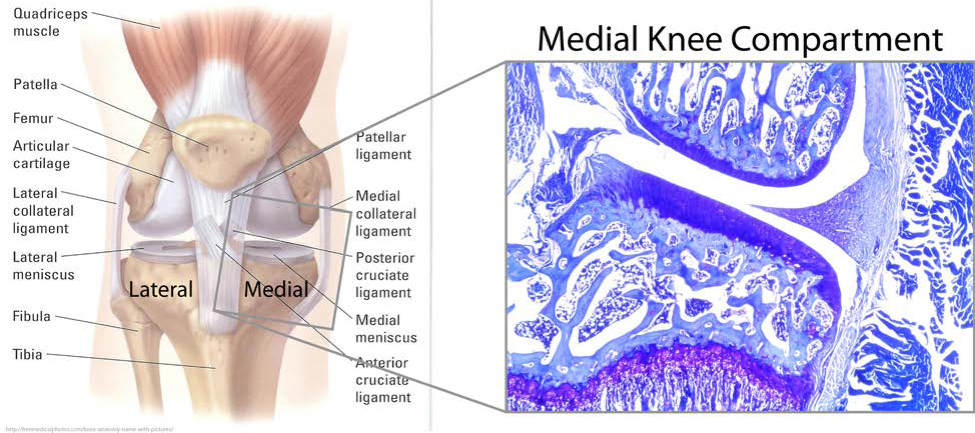 Quadriceps
muscle
Patella
Femur
Articular
cartilage
Lateral
collateral
ligament
Lateral
meniscus
Fibula
Tibia
Lateral
Medial
Patellar
ligament
Medial
collateral
ligament
Posterior
cruciate
ligament
Medial
meniscus
Anterior
cruciate
ligament
Medial Knee Compartment
http://freemedicalphotos.com/knee-anatomy-name-with-pictures/